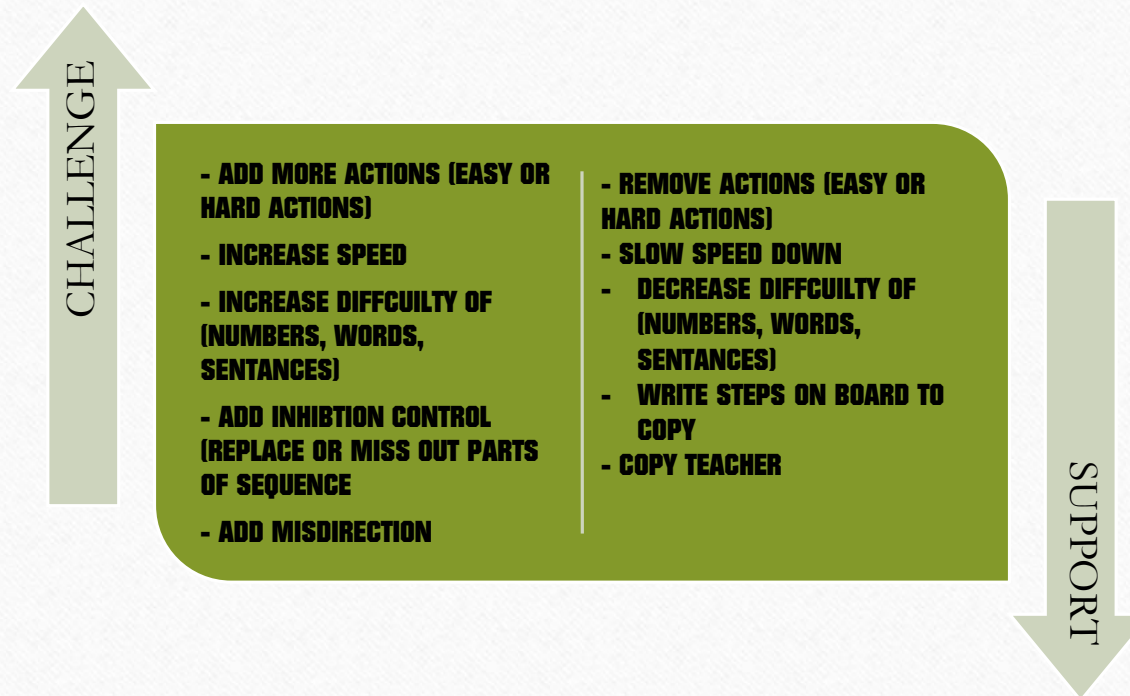 CHALLENGE
- ADD MORE ACTIONS (EASY OR
HARD ACTIONS)
- INCREASE SPEED
- INCREASE DIFFCUILTY OF
(NUMBERS, WORDS,
SENTANCES)
- ADD INHIBTION CONTROL
(REPLACE OR MISS OUT PARTS
OF SEQUENCE
- ADD MISDIRECTION
- REMOVE ACTIONS (EASY OR
HARD ACTIONS)
- SLOW SPEED DOWN
- DECREASE DIFFCUILTY OF
(NUMBERS, WORDS,
SENTANCES)
- WRITE STEPS ON BOARD TO
COPY
- COPY TEACHER
SUPPORT